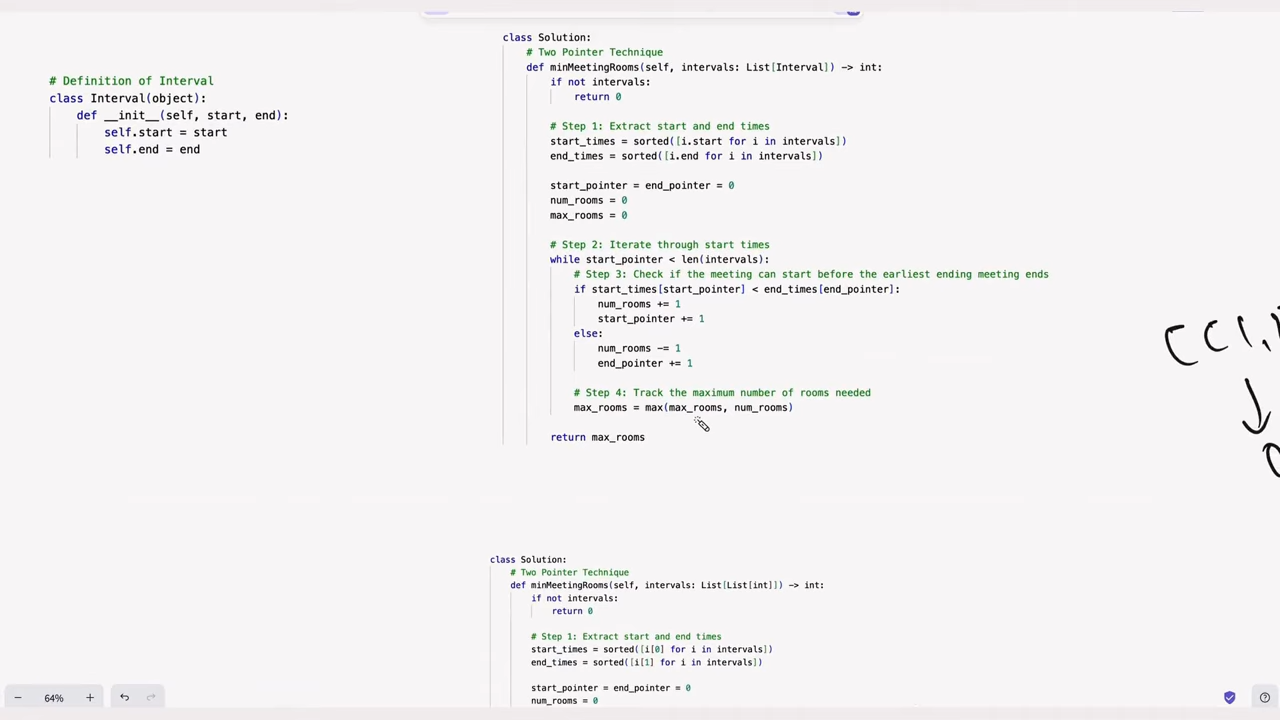 # Definition of Interval
class Interval(object):
def __init__(self, start, end):
self.start = start
self.end = end
class Solution:
# Two Pointer Technique
def minMeetingRooms(self, intervals: List[Interval]) -> int:
if not intervals:
return 0
# Step 1: Extract start and end times
start_times = sorted([i.start for i in intervals])
end_times = sorted([i.end for i in intervals])
start_pointer = end_pointer = 0
num_rooms = 0
max_rooms = 0
# Step 2: Iterate through start times
while start_pointer < len(intervals):
# Step 3: Check if the meeting can start before the earliest ending meeting ends
if start_times[start_pointer] < end_times[end_pointer]:
num_rooms += 1
start_pointer += 1
else:
num_rooms -= 1
end_pointer += 1
# Step 4: Track the maximum number of rooms needed
max_rooms = max(max_rooms, num_rooms)
return max_rooms
class Solution:
# Two Pointer Technique
def minMeetingRooms(self, intervals: List[List[int]]) -> int:
if not intervals:
return 0
# Step 1: Extract start and end times
start_times = sorted([i[0] for i in intervals])
end_times = sorted([i[1] for i in intervals])
start_pointer = end_pointer = 0
num_rooms = 0
64%